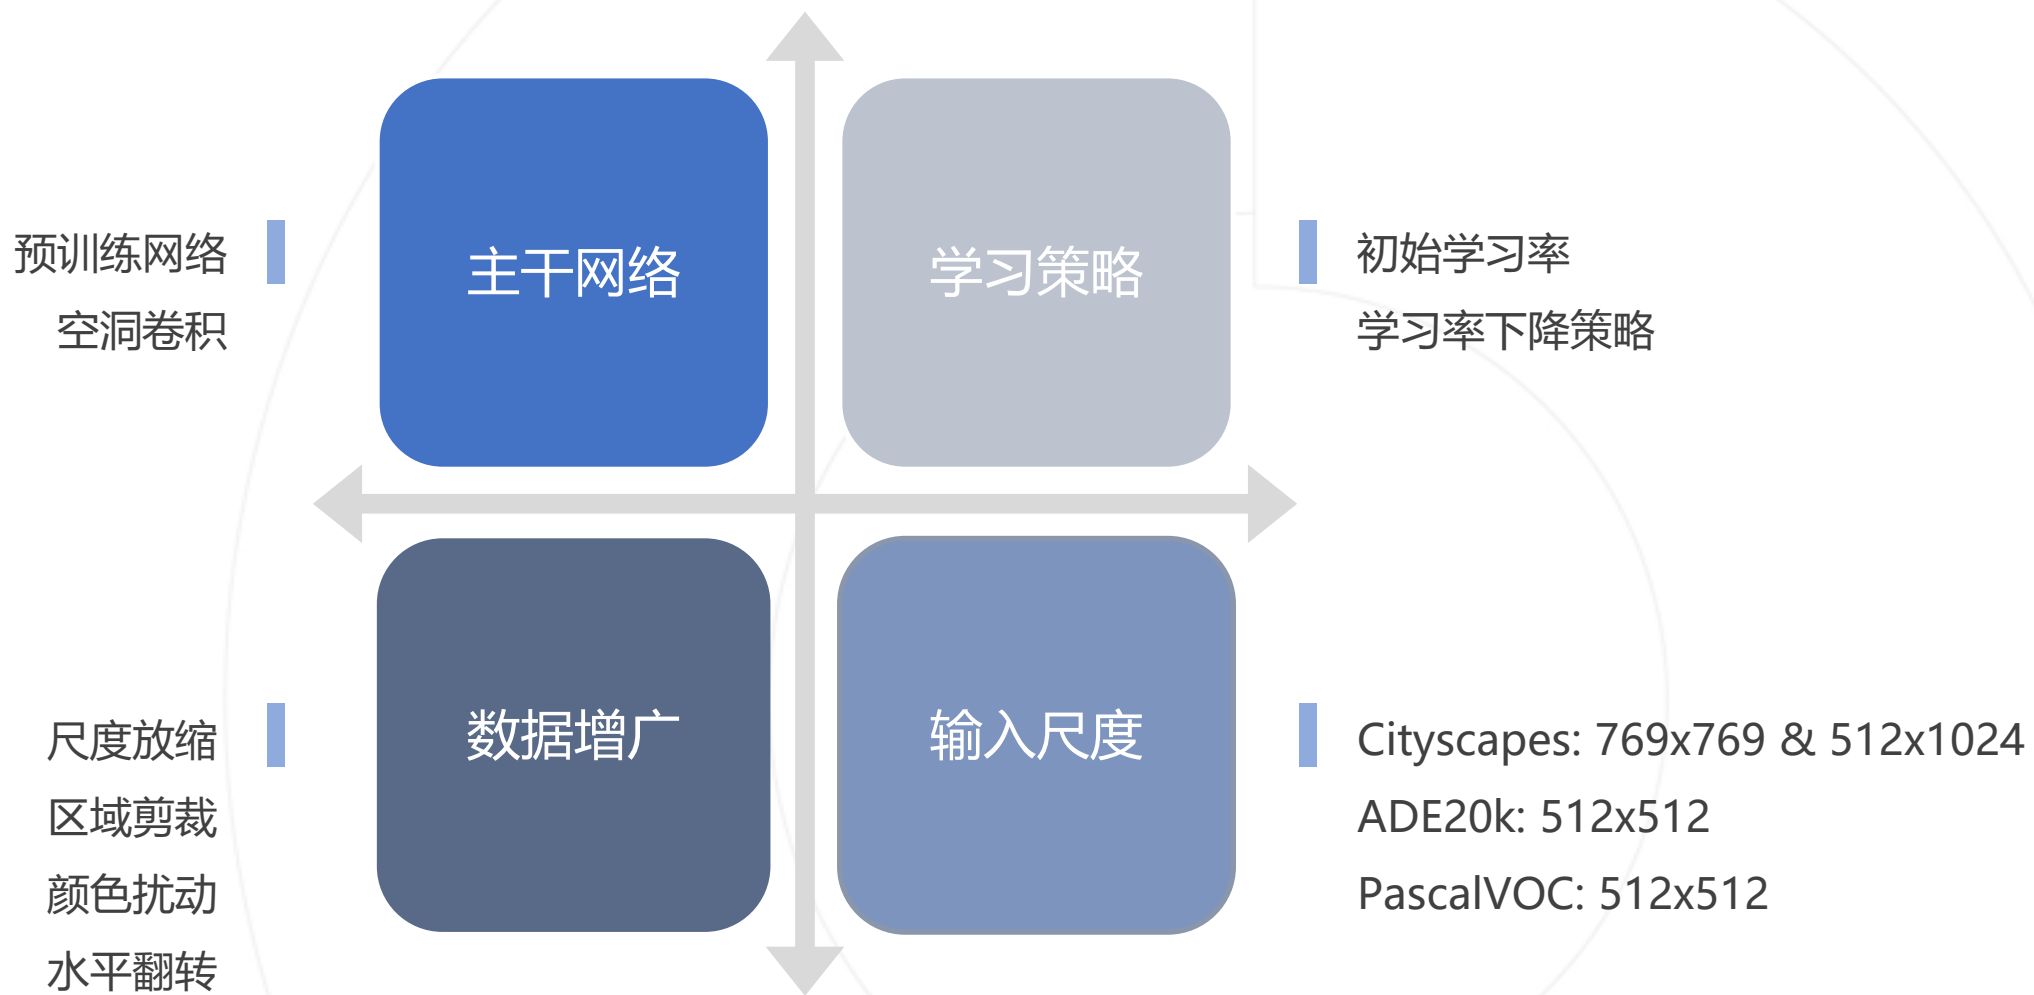 预训练网络
空洞卷积
主干网络
学习策略
初始学习率
学习率下降策略
尺度放缩
区域剪裁
颜色扰动
水平翻转
数据增广
输入尺度
Cityscapes: 769x769 & 512x1024
ADE20k: 512x512
PascalVOC: 512x512